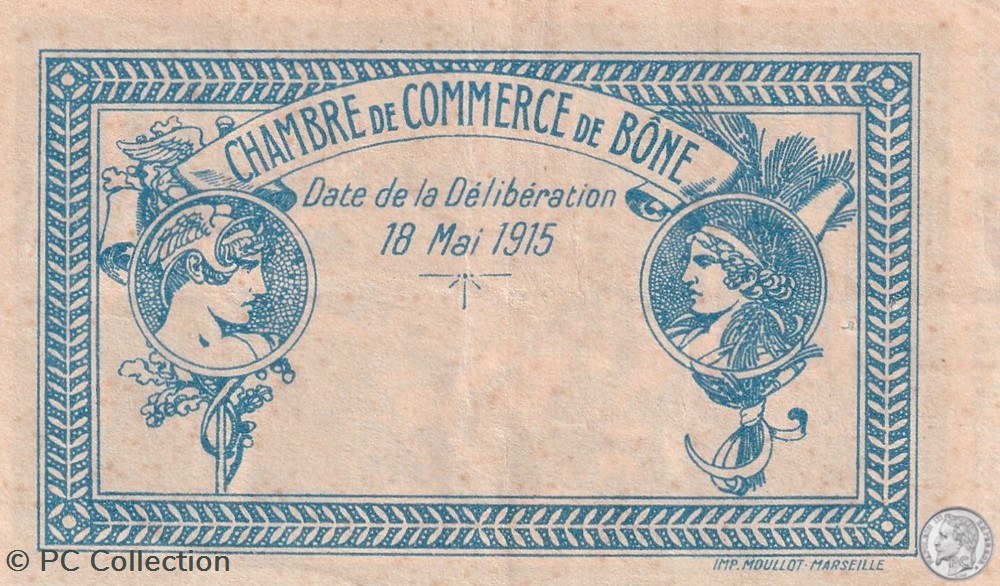 CHAMBRE DE COMMERCE DE BÔNE
Date de la Délibération
18 Mai 1915
IMP. MOULLOT-MARSEILLE
© PC Collection